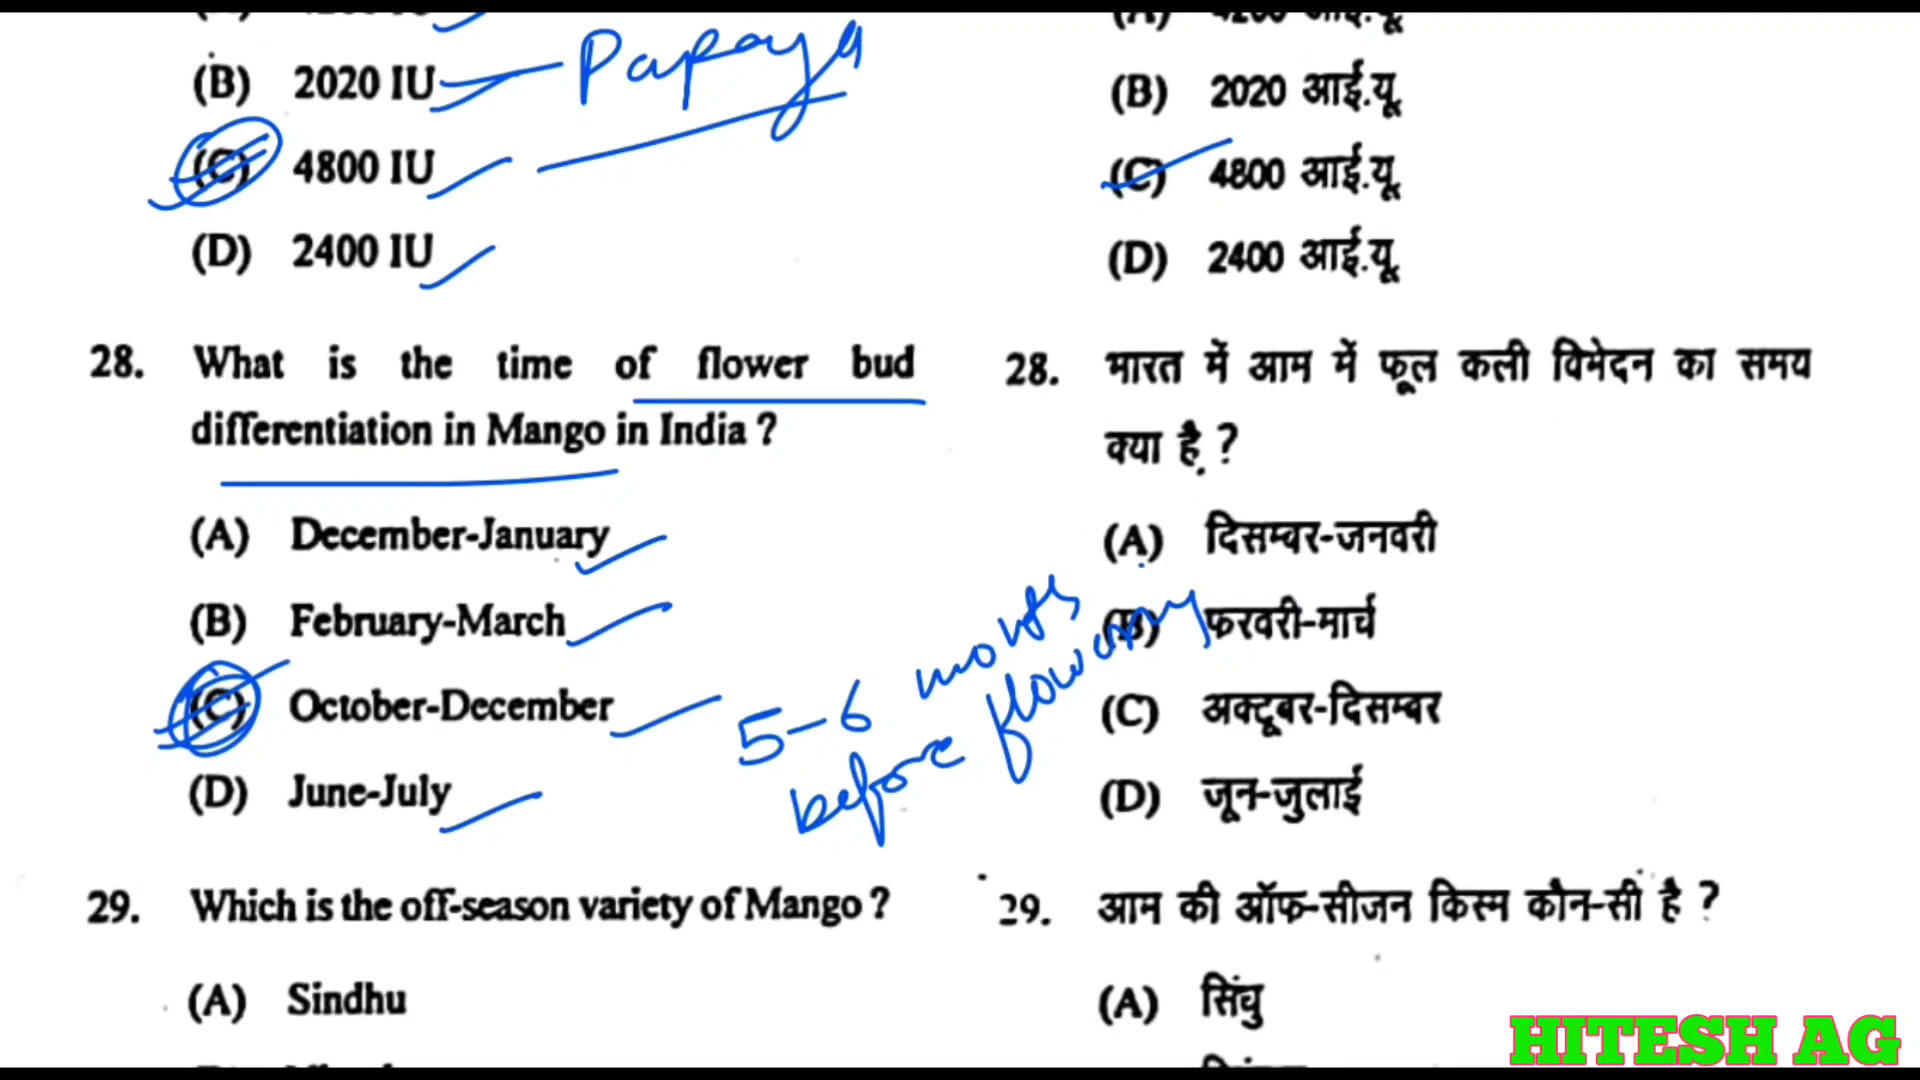 (B) 2020 IU
Papaya
(C) 4800 IU
(D) 2400 IU
28. What is the time of flower bud
differentiation in Mango in India ?
(A) December-January
(B) February-March
(C) October-December
(D) June-July
5-6 months
before flowering
29. Which is the off-season variety of Mango ?
(A) Sindhu
(B) 2020 आई.यू.
(C) 4800 आई.यू.
(D) 2400 आई.यू.
28. भारत में आम में फूल कली विभेदन का समय
क्या है ?
(A) दिसम्बर-जनवरी
(B) फरवरी-मार्च
(C) अक्टूबर-दिसम्बर
(D) जून-जुलाई
29. आम की ऑफ-सीजन किस्म कौन-सी है ?
(A) सिंधु
HITESH AG